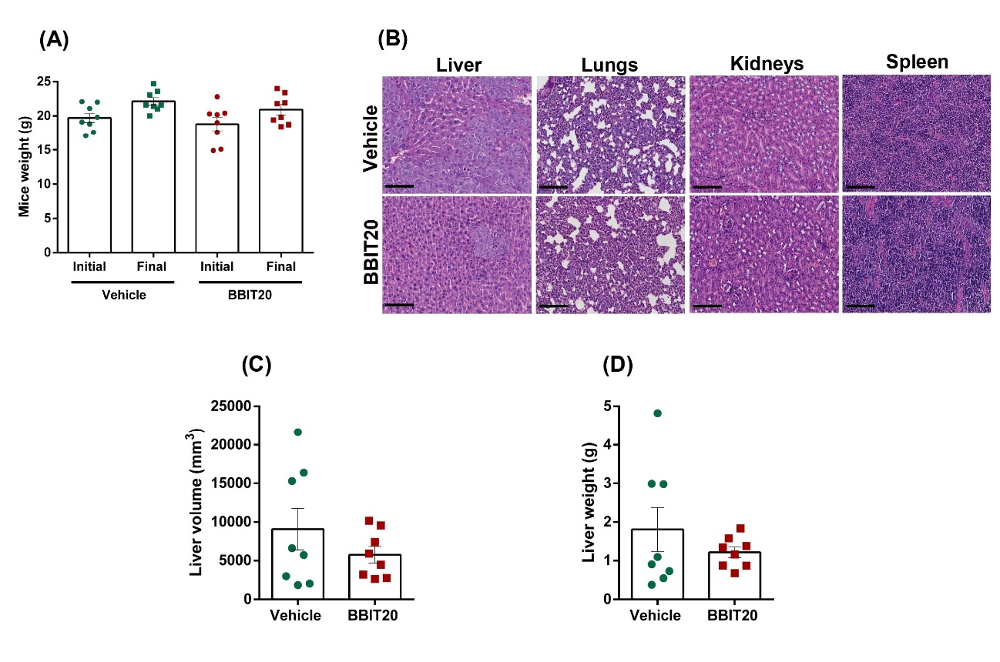 (A)
Mice weight (g)
25
20
15
10
5
0
Initial Final Initial Final
Vehicle BBIT20
(B)
Liver Lungs Kidneys Spleen
Vehicle
BBIT20
(C)
Liver volume (mm3)
25000
20000
15000
10000
5000
0
Vehicle BBIT20
(D)
Liver weight (g)
5
4
3
2
1
0
Vehicle BBIT20